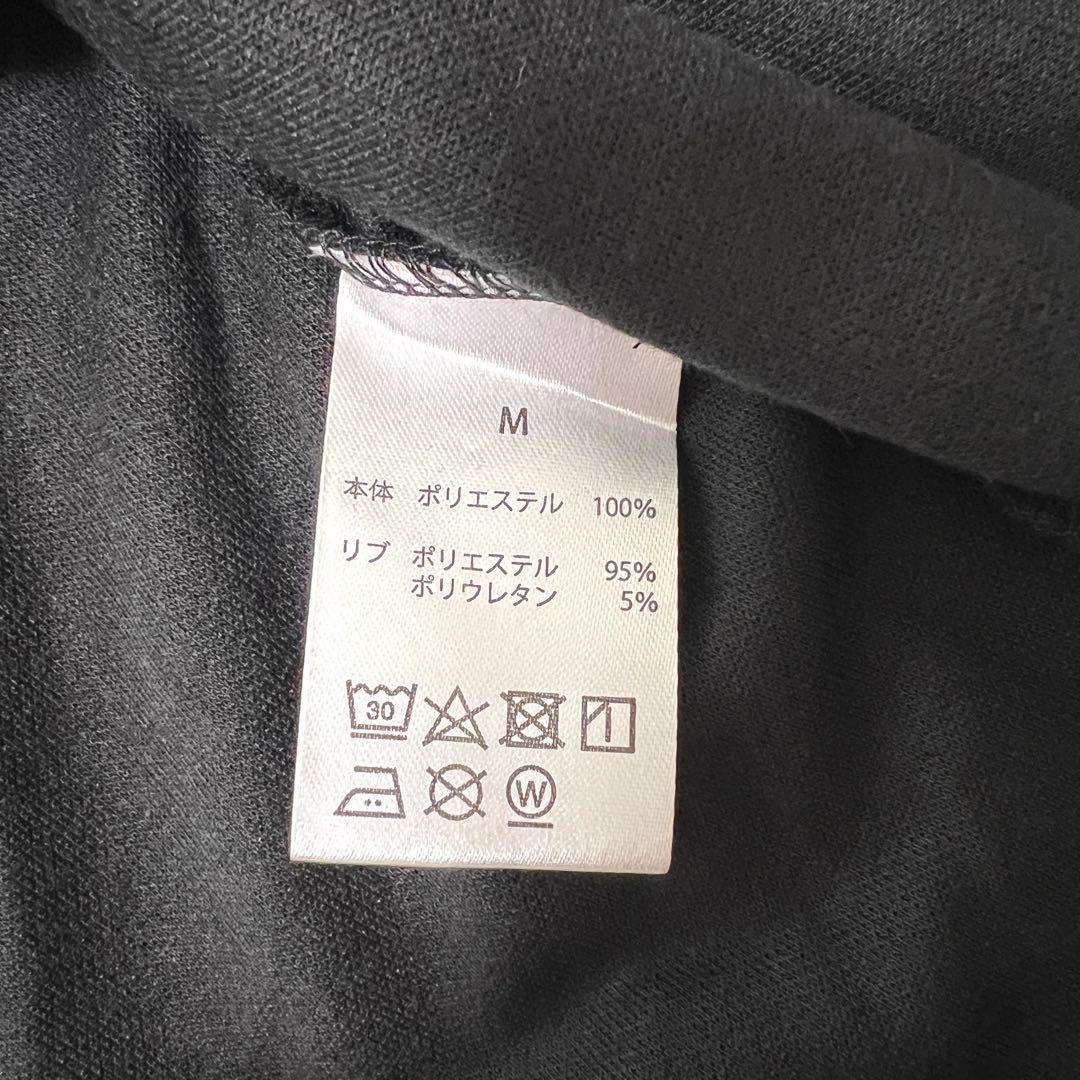 M
本体 ポリエステル 100%
リブ ポリエステル 95%
ポリウレタン 5%
30
W